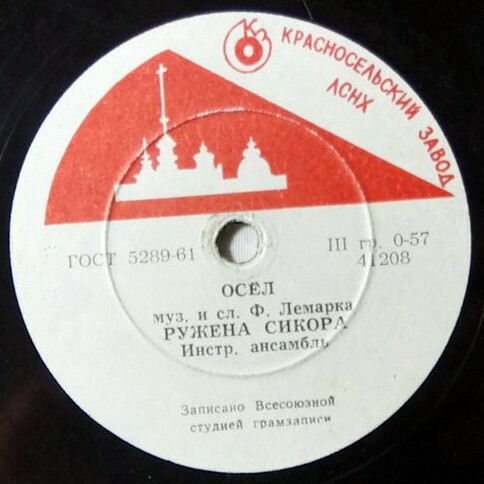 КЗ
КРАСНОСЕЛЬСКИЙ ЗАВОД
ЛСНХ
ГОСТ 5289-61
III гр. 0-57
41208
ОСЁЛ
муз. и сл. Ф. Лемарка
РУЖЕНА СИКОРА
Инстр. ансамбль
Записано Всесоюзной
студией грамзаписи